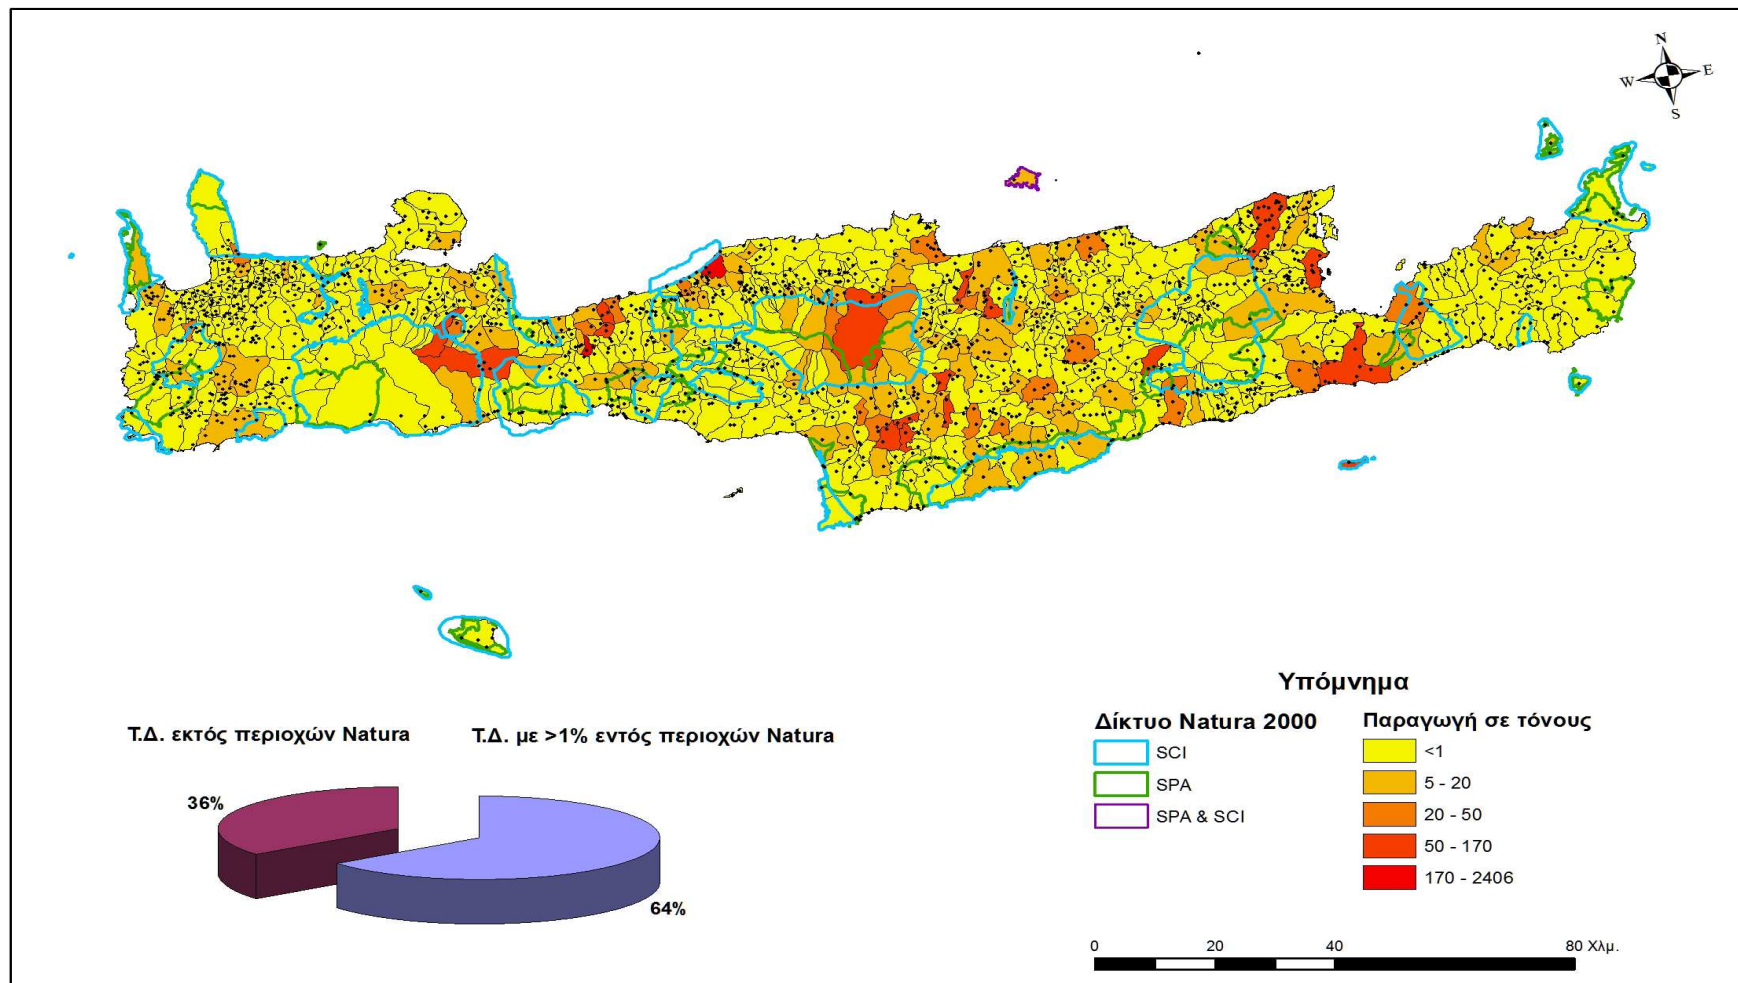 N
W
E
S
Υπόμνημα
Δίκτυο Natura 2000
SCI
SPA
SPA & SCI
Παραγωγή σε τόνους
<1
5 - 20
20 - 50
50 - 170
170 - 2406
Τ.Δ. εκτός περιοχών Natura
Τ.Δ. με >1% εντός περιοχών Natura
36%
64%
0 20 40 80 Χλμ.